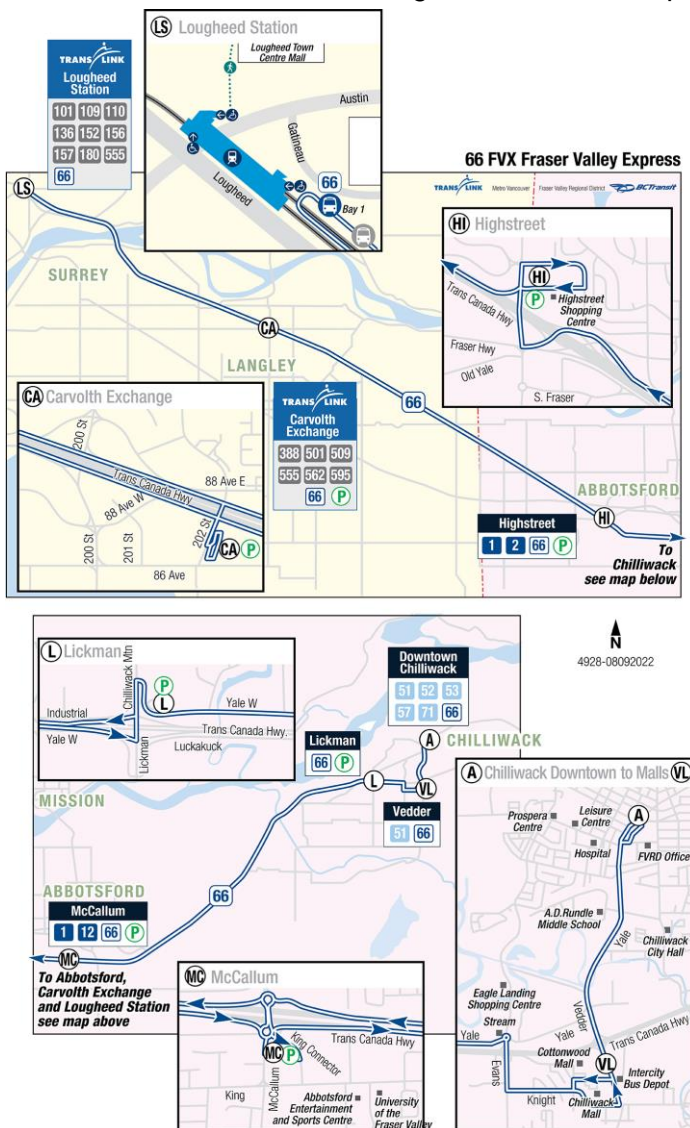 LS Lougheed Station
Lougheed Town
Centre Mall
Austin
Gatineau
Lougheed
66
Bay 1
TRANS LINK
Lougheed
Station
101 109 110
136 152 156
157 180 555
66
66 FVX Fraser Valley Express
TRANS LINK Metro Vancouver Fraser Valley Regional District BC Transit
LS
SURREY
CA
LANGLEY
66
HI Highstreet
HI
P
Highstreet
Shopping
Centre
Trans Canada Hwy
Fraser Hwy
Old Yale
S. Fraser
CA Carvolth Exchange
200 St
Trans Canada Hwy
88 Ave E
88 Ave W
202 St
200 St
201 St
CA P
86 Ave
TRANS LINK
Carvolth
Exchange
388 501 509
555 562 595
66 P
ABBOTSFORD
HI
Highstreet
1 2 66 P
To
Chilliwack
see map below
N
4928-08092022
L Lickman
Chilliwack Mtn
P
L
Industrial
Yale W
Yale W
Trans Canada Hwy.
Luckakuck
Lickman
Downtown
Chilliwack
51 52 53
57 71 66
A
CHILLIWACK
Lickman
66 P
L
VL
Vedder
51 66
MISSION
66
ABBOTSFORD
McCallum
1 12 66 P
MC
To Abbotsford,
Carvolth Exchange
and Lougheed Station
see map above
MC McCallum
Trans Canada Hwy
MC P
King Connector
King
McCallum
Abbotsford
Entertainment
and Sports Centre
University
of the
Fraser Valley
A Chilliwack Downtown to Malls VL
Prospera
Centre
Leisure
Centre
A
Hospital
FVRD Office
A.D.Rundle
Middle School
Yale
Chilliwack
City Hall
Eagle Landing
Shopping Centre
Stream
Vedder
Yale
Yale
Trans Canada Hwy
Evans
Cottonwood
Mall
VL
Intercity
Bus Depot
Knight
Chilliwack
Mall